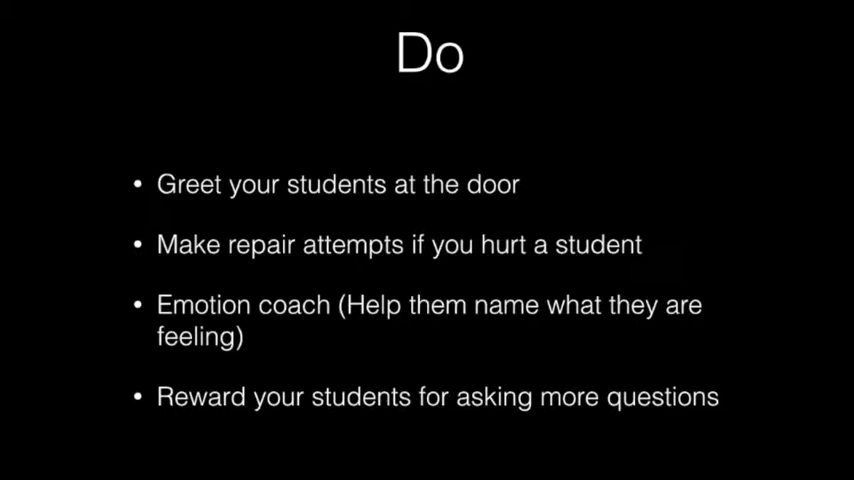 Do
• Greet your students at the door
• Make repair attempts if you hurt a student
• Emotion coach (Help them name what they are
feeling)
• Reward your students for asking more questions